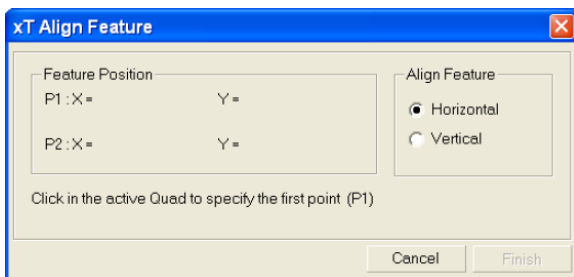 xT Align Feature
Feature Position
P1 : X =    Y =
P2 : X =    Y =
Align Feature
Horizontal
Vertical
Click in the active Quad to specify the first point (P1)
Cancel    Finish